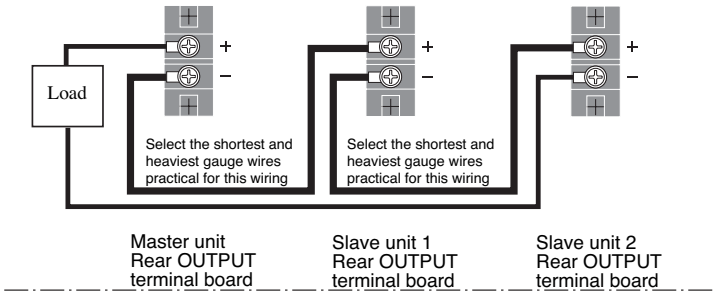 +
+
+
−
−
−
Load
Select the shortest and
heaviest gauge wires
practical for this wiring
Select the shortest and
heaviest gauge wires
practical for this wiring
Master unit
Rear OUTPUT
terminal board
Slave unit 1
Rear OUTPUT
terminal board
Slave unit 2
Rear OUTPUT
terminal board